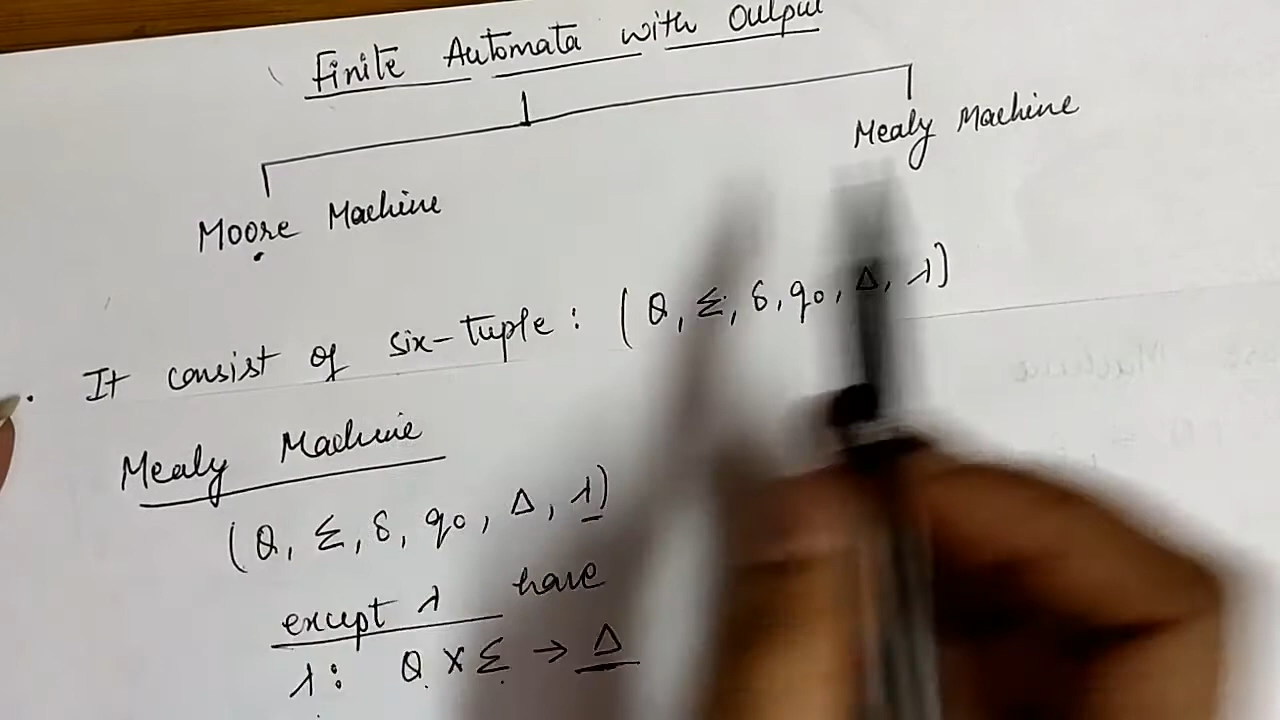 Finite Automata with Output
Moore Machine
Mealy Machine
It consist of six-tuple : (Q, Σ, δ, q0, Δ, λ)
Mealy Machine
(Q, Σ, δ, q0, Δ, λ)
except λ have
λ : Q X Σ → Δ